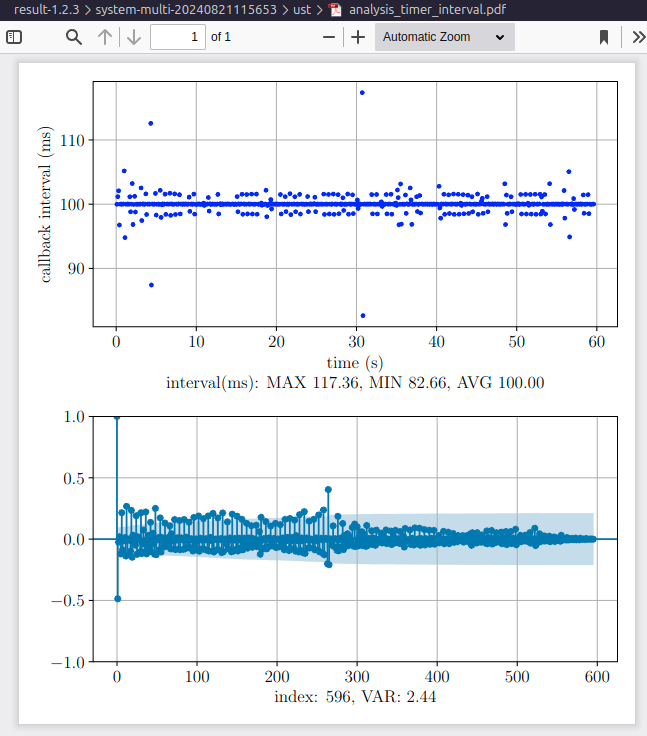 result-1.2.3 > system-multi-20240821115653 > ust > analysis_timer_interval.pdf
1 of 1 Automatic Zoom
callback interval (ms)
110
100
90
0 10 20 30 40 50 60
time (s)
interval(ms): MAX 117.36, MIN 82.66, AVG 100.00
1.0
0.5
0.0
−0.5
−1.0
0 100 200 300 400 500 600
index: 596, VAR: 2.44